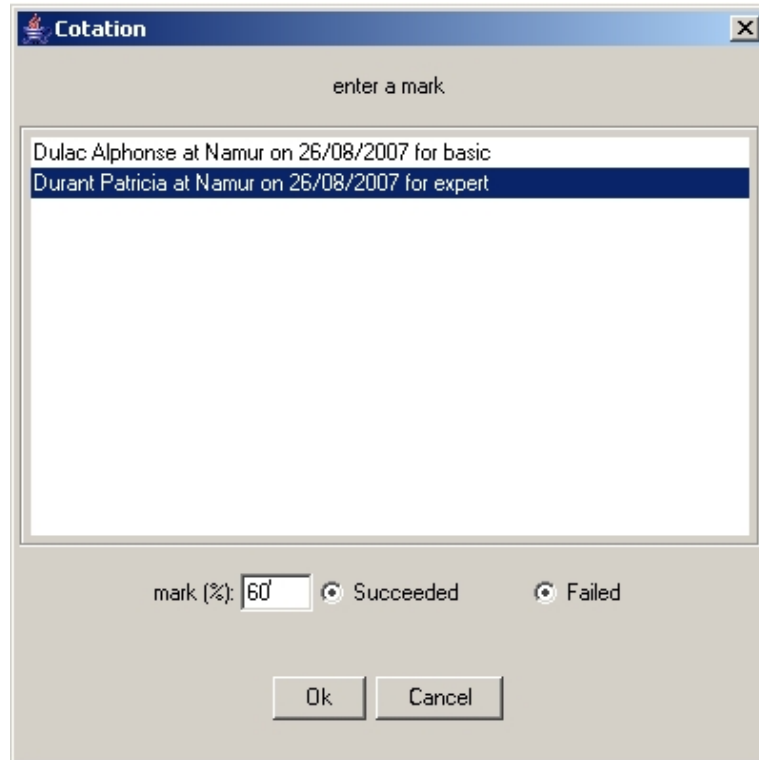 Cotation
enter a mark
Dulac Alphonse at Namur on 26/08/2007 for basic
Durant Patricia at Namur on 26/08/2007 for expert
mark (%): 60 Succeeded Failed
Ok Cancel